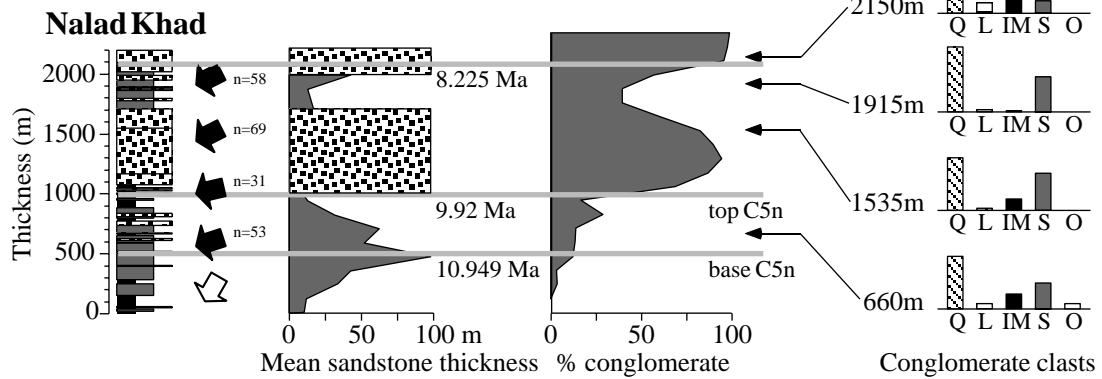 Nalad Khad
Thickness (m)
2000
1500
1000
500
0
n=58
n=69
n=31
n=53
8.225 Ma
9.92 Ma
10.949 Ma
top C5n
base C5n
0 50 100 m
Mean sandstone thickness
0 50 100
% conglomerate
2150m
1915m
1535m
660m
Q L IM S O
Q L IM S O
Q L IM S O
Q L IM S O
Conglomerate clasts